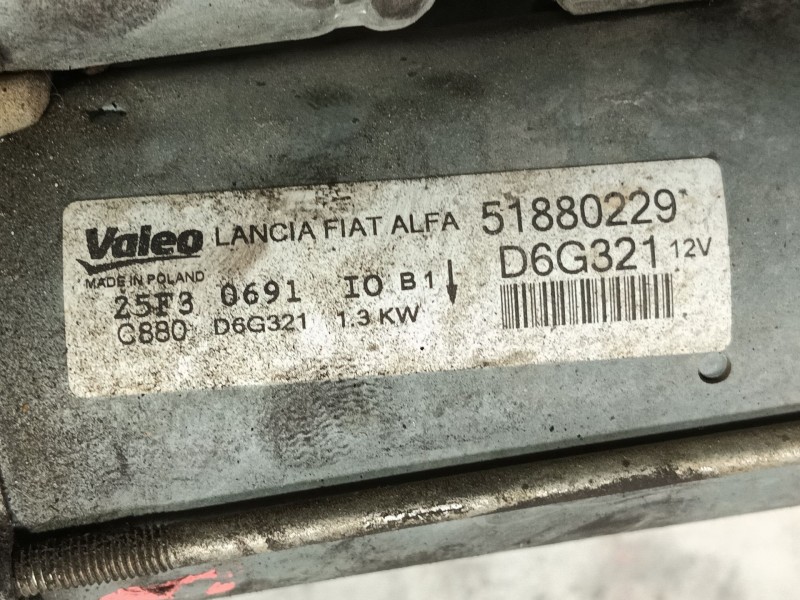 Valeo LANCIA FIAT ALFA 51880229
MADE IN POLAND D6G321 12V
25F3 0691 IO B1 ↓
C880 D6G321 1.3 KW